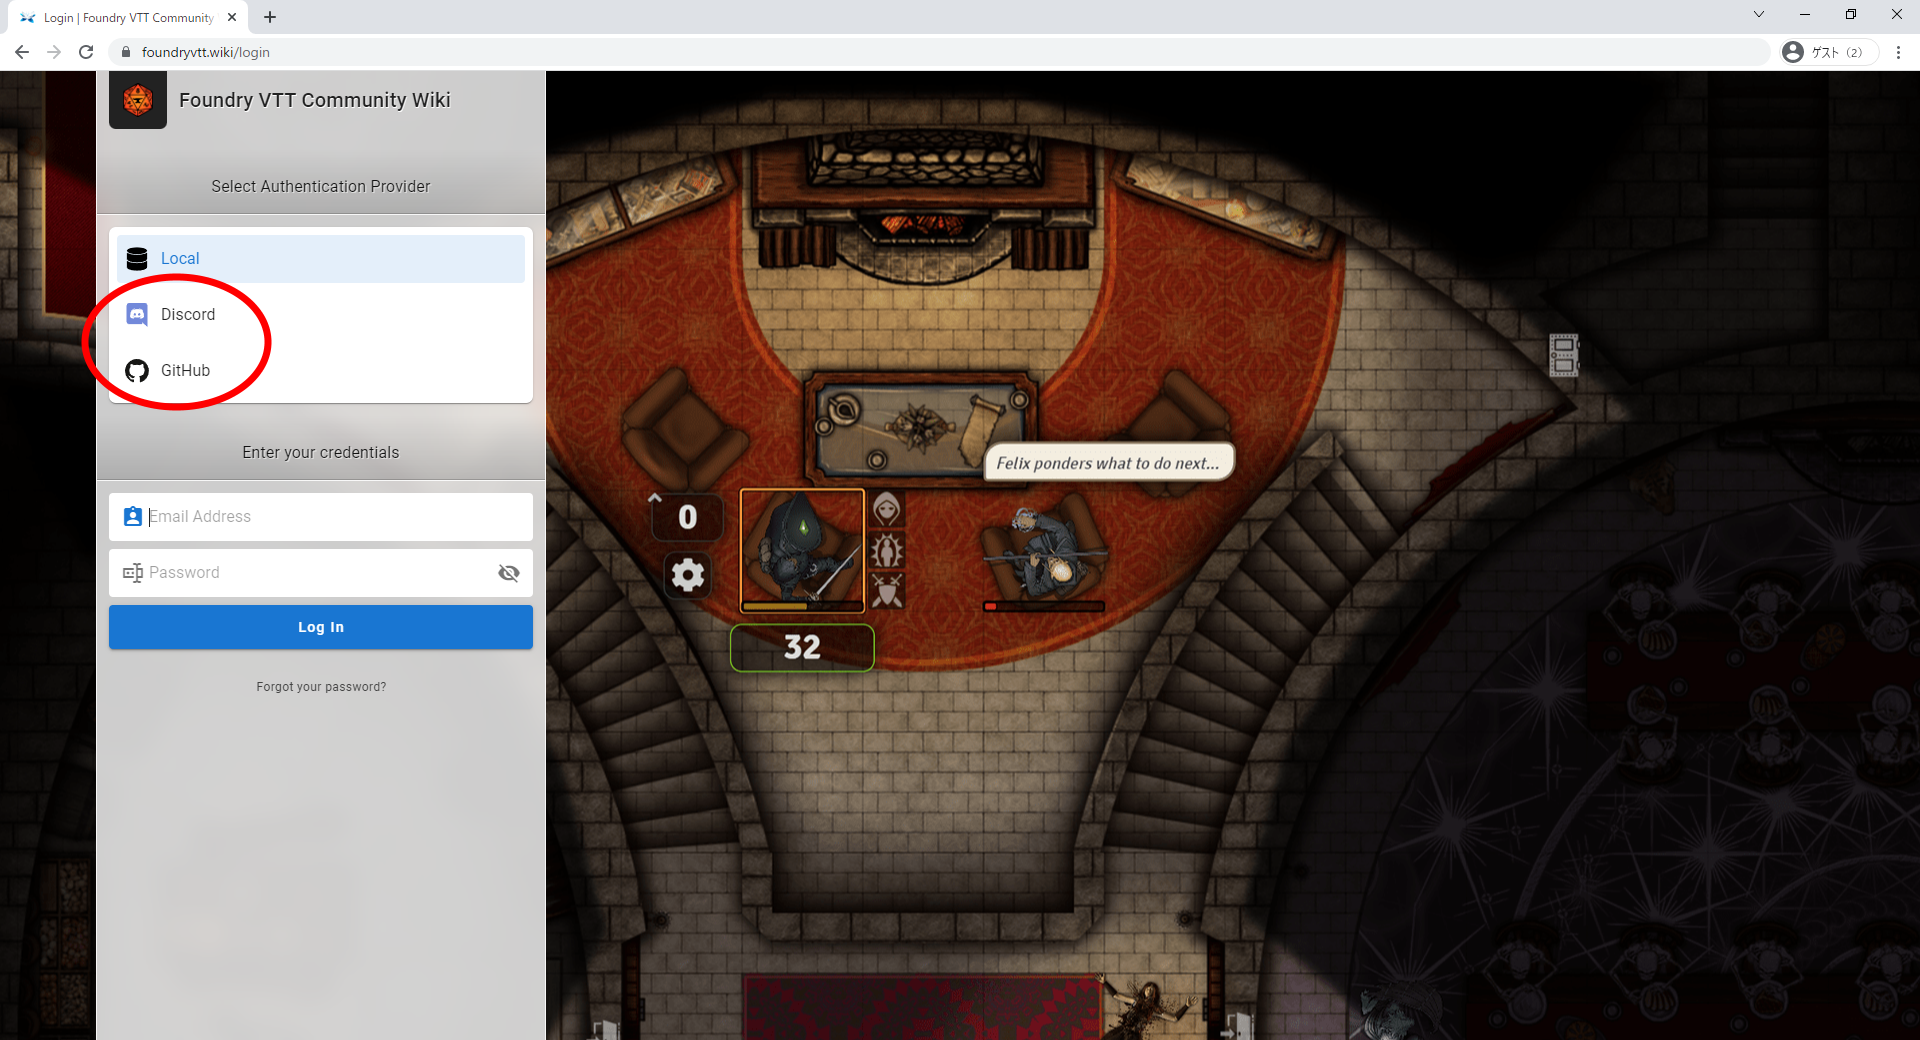 Login | Foundry VTT Community
foundryvtt.wiki/login
ゲスト（2）
Foundry VTT Community Wiki
Select Authentication Provider
Local
Discord
GitHub
Enter your credentials
Email Address
Password
Log In
Forgot your password?
Felix ponders what to do next...
0
32